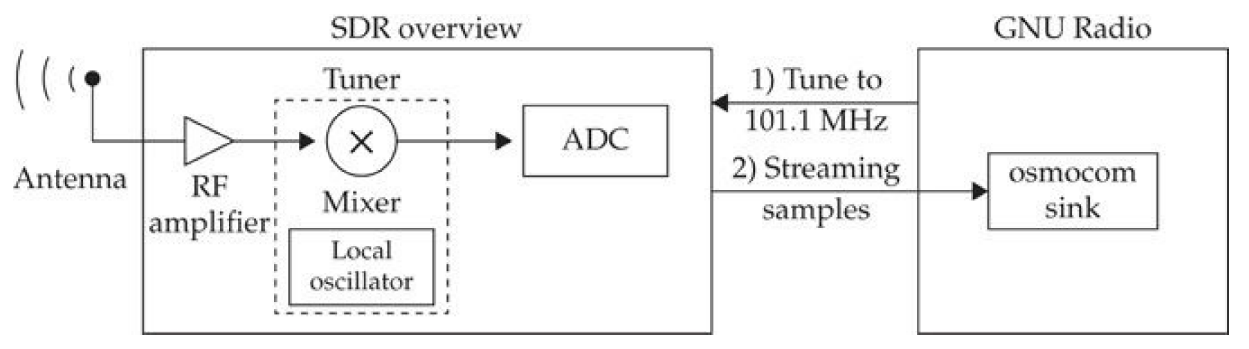 SDR overview
GNU Radio
Tuner
1) Tune to
101.1 MHz
ADC
Antenna
RF
amplifier
Mixer
2) Streaming
samples
osmocom
sink
Local
oscillator